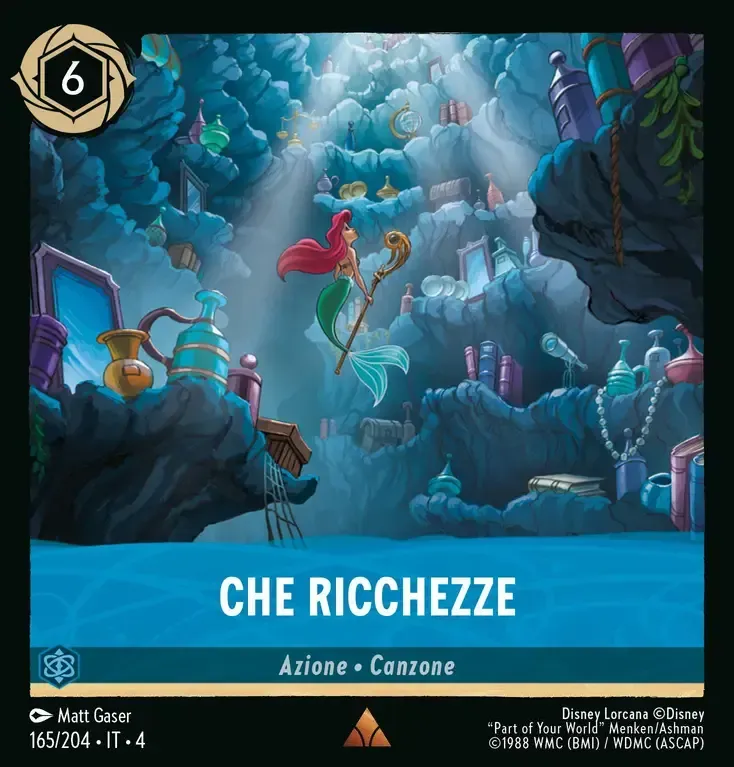 6
CHE RICCHEZZE
Azione • Canzone
Matt Gaser
165/204 • IT • 4
Disney Lorcana ©Disney
“Part of Your World” Menken/Ashman
©1988 WMC (BMI) / WDMC (ASCAP)